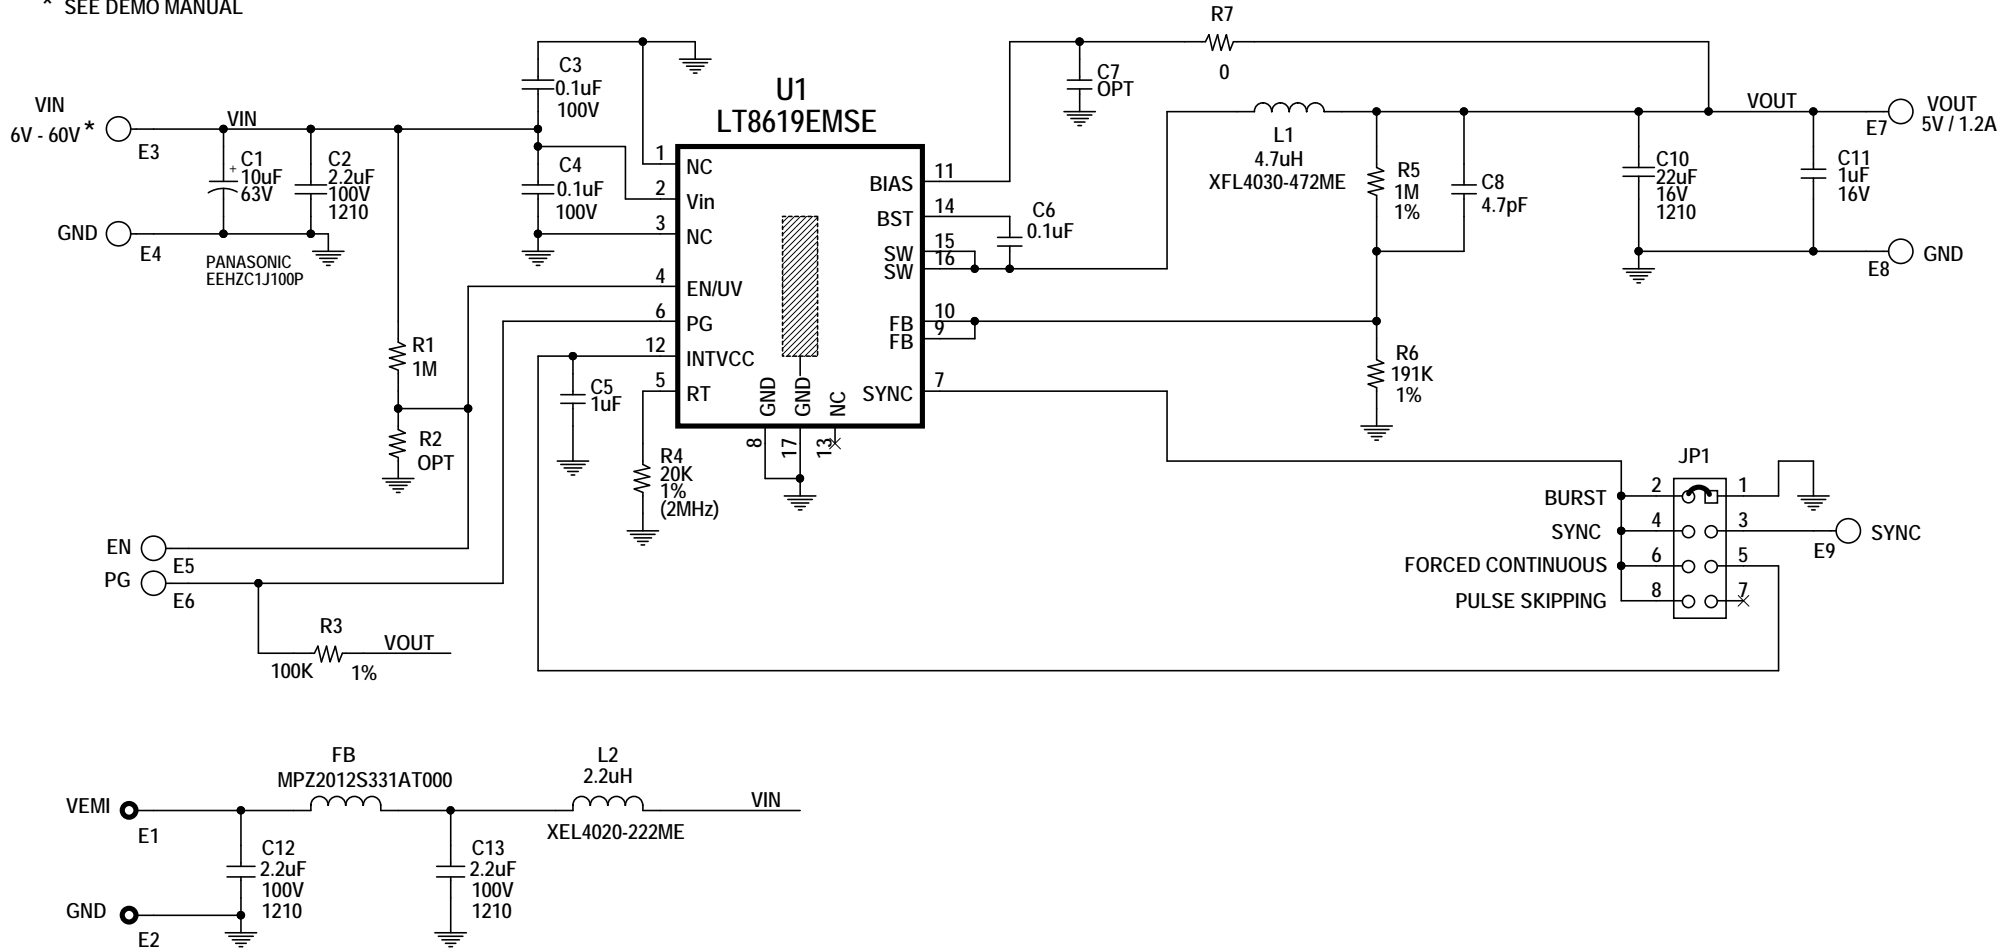 * SEE DEMO MANUAL
R7
0
C7
OPT
C3
0.1uF
100V
U1
LT8619EMSE
VIN
6V - 60V *
E3
VIN
+
C1
10uF
63V
C2
2.2uF
100V
1210
C4
0.1uF
100V
GND
E4
PANASONIC
EEHZC1J100P
1
NC
2
Vin
3
NC
4
EN/UV
6
PG
12
INTVCC
5
RT
GND
GND
NC
8
17
13
BIAS
11
BST
14
SW
15
SW
16
FB
10
FB
9
SYNC
7
C6
0.1uF
L1
4.7uH
XFL4030-472ME
R5
1M
1%
C8
4.7pF
C10
22uF
16V
1210
C11
1uF
16V
VOUT
E7
VOUT
5V / 1.2A
E8
GND
R6
191K
1%
R1
1M
R2
OPT
C5
1uF
R4
20K
1%
(2MHz)
JP1
BURST
2
1
SYNC
4
3
E9
SYNC
FORCED CONTINUOUS
6
5
PULSE SKIPPING
8
7
EN
E5
PG
E6
R3
100K
1%
VOUT
FB
MPZ2012S331AT000
L2
2.2uH
XEL4020-222ME
VIN
VEMI
E1
C12
2.2uF
100V
1210
C13
2.2uF
100V
1210
GND
E2